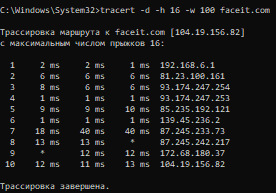 C:\Windows\System32>tracert -d -h 16 -w 100 faceit.com
Трассировка маршрута к faceit.com [104.19.156.82]
с максимальным числом прыжков 16:
1 2 ms 2 ms 1 ms 192.168.6.1
2 6 ms 6 ms 6 ms 81.23.100.161
3 8 ms 6 ms 6 ms 93.174.247.254
4 1 ms 1 ms 1 ms 93.174.247.253
5 9 ms 9 ms 10 ms 85.235.192.121
6 1 ms 1 ms 1 ms 139.45.236.2
7 18 ms 40 ms 40 ms 87.245.233.73
8 13 ms 13 ms * 87.245.242.217
9 * 12 ms 12 ms 172.68.180.37
10 12 ms 11 ms 13 ms 104.19.156.82
Трассировка завершена.